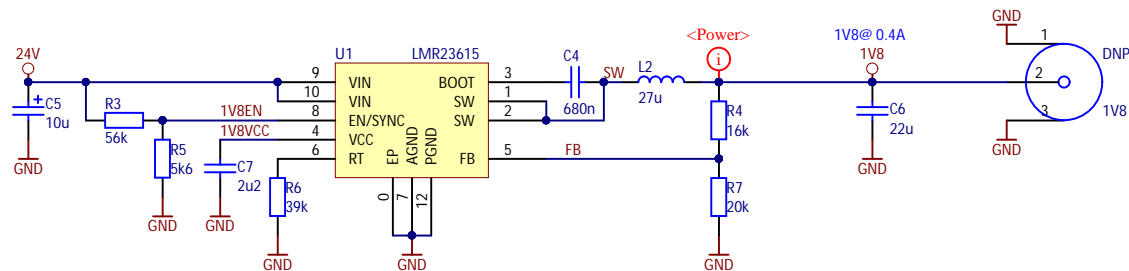 <Power>
GND
1V8@ 0.4A
24V
U1
LMR23615
C4
SW
L2
i
1V8
1
DNP
C5
10u
+
R3
56k
9
VIN
BOOT
3
680n
27u
2
10
VIN
SW
1
1V8EN
8
EN/SYNC
SW
2
R4
16k
C6
22u
3
1V8
1V8VCC
4
VCC
R5
5k6
C7
2u2
6
RT
FB
5
FB
GND
EP
AGND
PGND
R6
39k
0
7
12
R7
20k
GND
GND
GND
GND
GND
GND
GND
GND